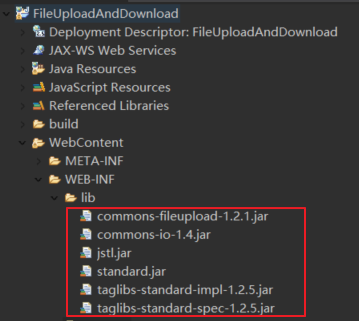 FileUploadAndDownload
Deployment Descriptor: FileUploadAndDownload
JAX-WS Web Services
Java Resources
JavaScript Resources
Referenced Libraries
build
WebContent
META-INF
WEB-INF
lib
commons-fileupload-1.2.1.jar
commons-io-1.4.jar
jstl.jar
standard.jar
taglibs-standard-impl-1.2.5.jar
taglibs-standard-spec-1.2.5.jar